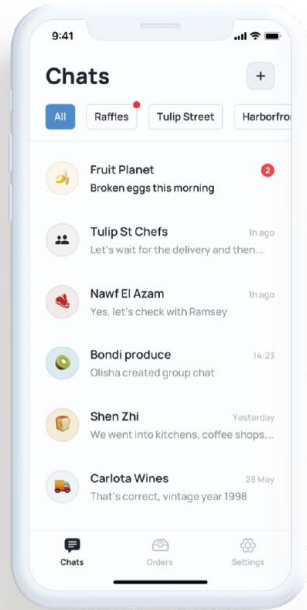 9:41
Chats
+
All Raffles Tulip Street Harborfro
Fruit Planet 2
Broken eggs this morning
Tulip St Chefs 1h ago
Let's wait for the delivery and then...
Nawf El Azam 1h ago
Yes, let's check with Ramsey
Bondi produce 14:23
Olisha created group chat
Shen Zhi Yesterday
We went into kitchens, coffee shops,...
Carlota Wines 28 May
That's correct, vintage year 1998
Chats Orders Settings